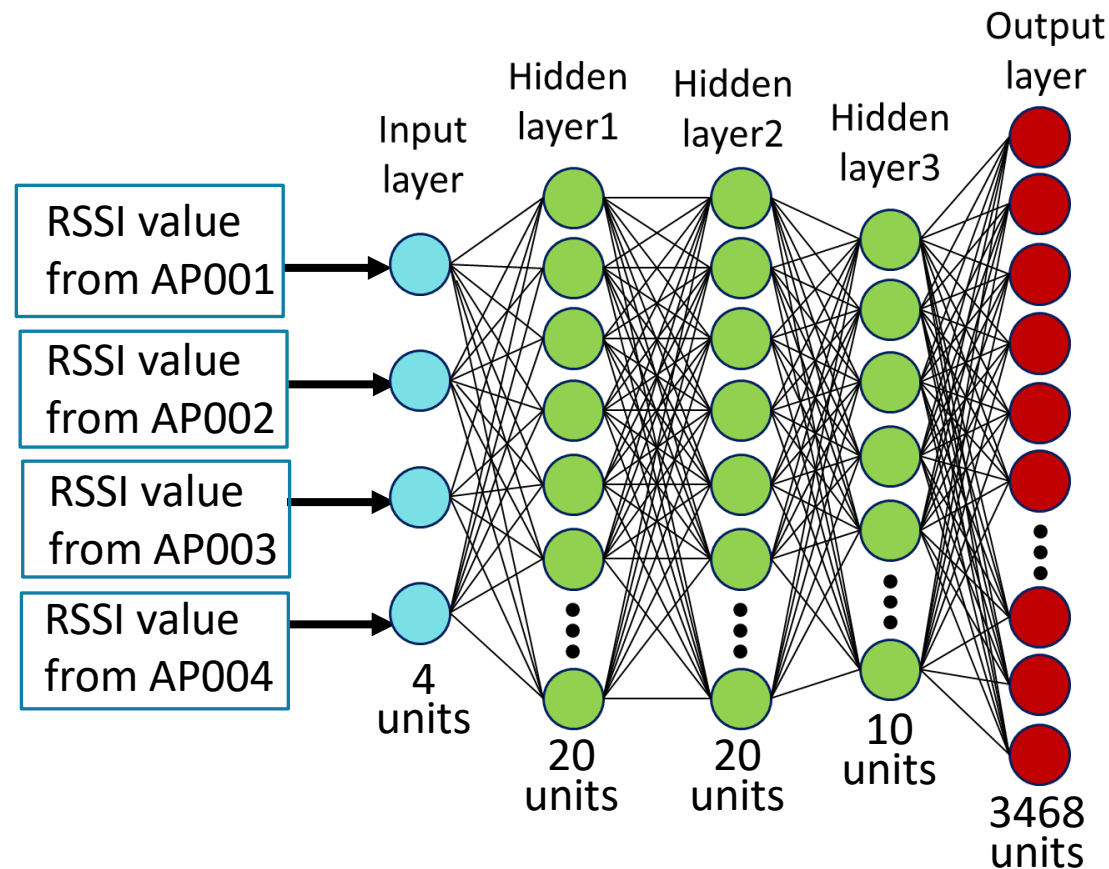 Output
layer
Hidden
layer1
Hidden
layer2
Hidden
layer3
Input
layer
RSSI value
from AP001
RSSI value
from AP002
RSSI value
from AP003
RSSI value
from AP004
4
units
20
units
20
units
10
units
3468
units